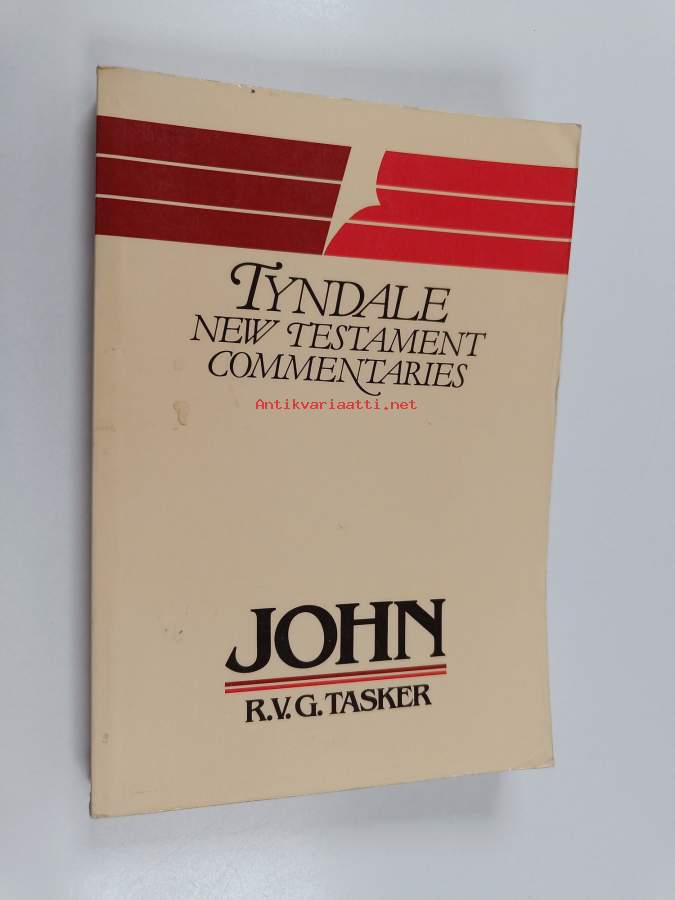 TYNDALE
NEW TESTAMENT
COMMENTARIES
Antikvariaatti.net
JOHN
R.V.G. TASKER